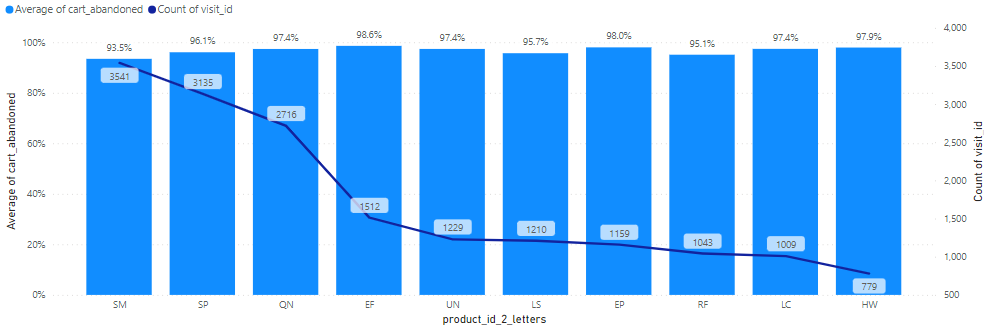 Average of cart_abandoned Count of visit_id
93.5% 96.1% 97.4% 98.6% 97.4% 95.7% 98.0% 95.1% 97.4% 97.9%
3541 3135 2716 1512 1229 1210 1159 1043 1009 779
100%
80%
60%
40%
20%
0%
Average of cart_abandoned
4,000
3,500
3,000
2,500
2,000
1,500
1,000
500
Count of visit_id
SM SP QN EF UN LS EP RF LC HW
product_id_2_letters